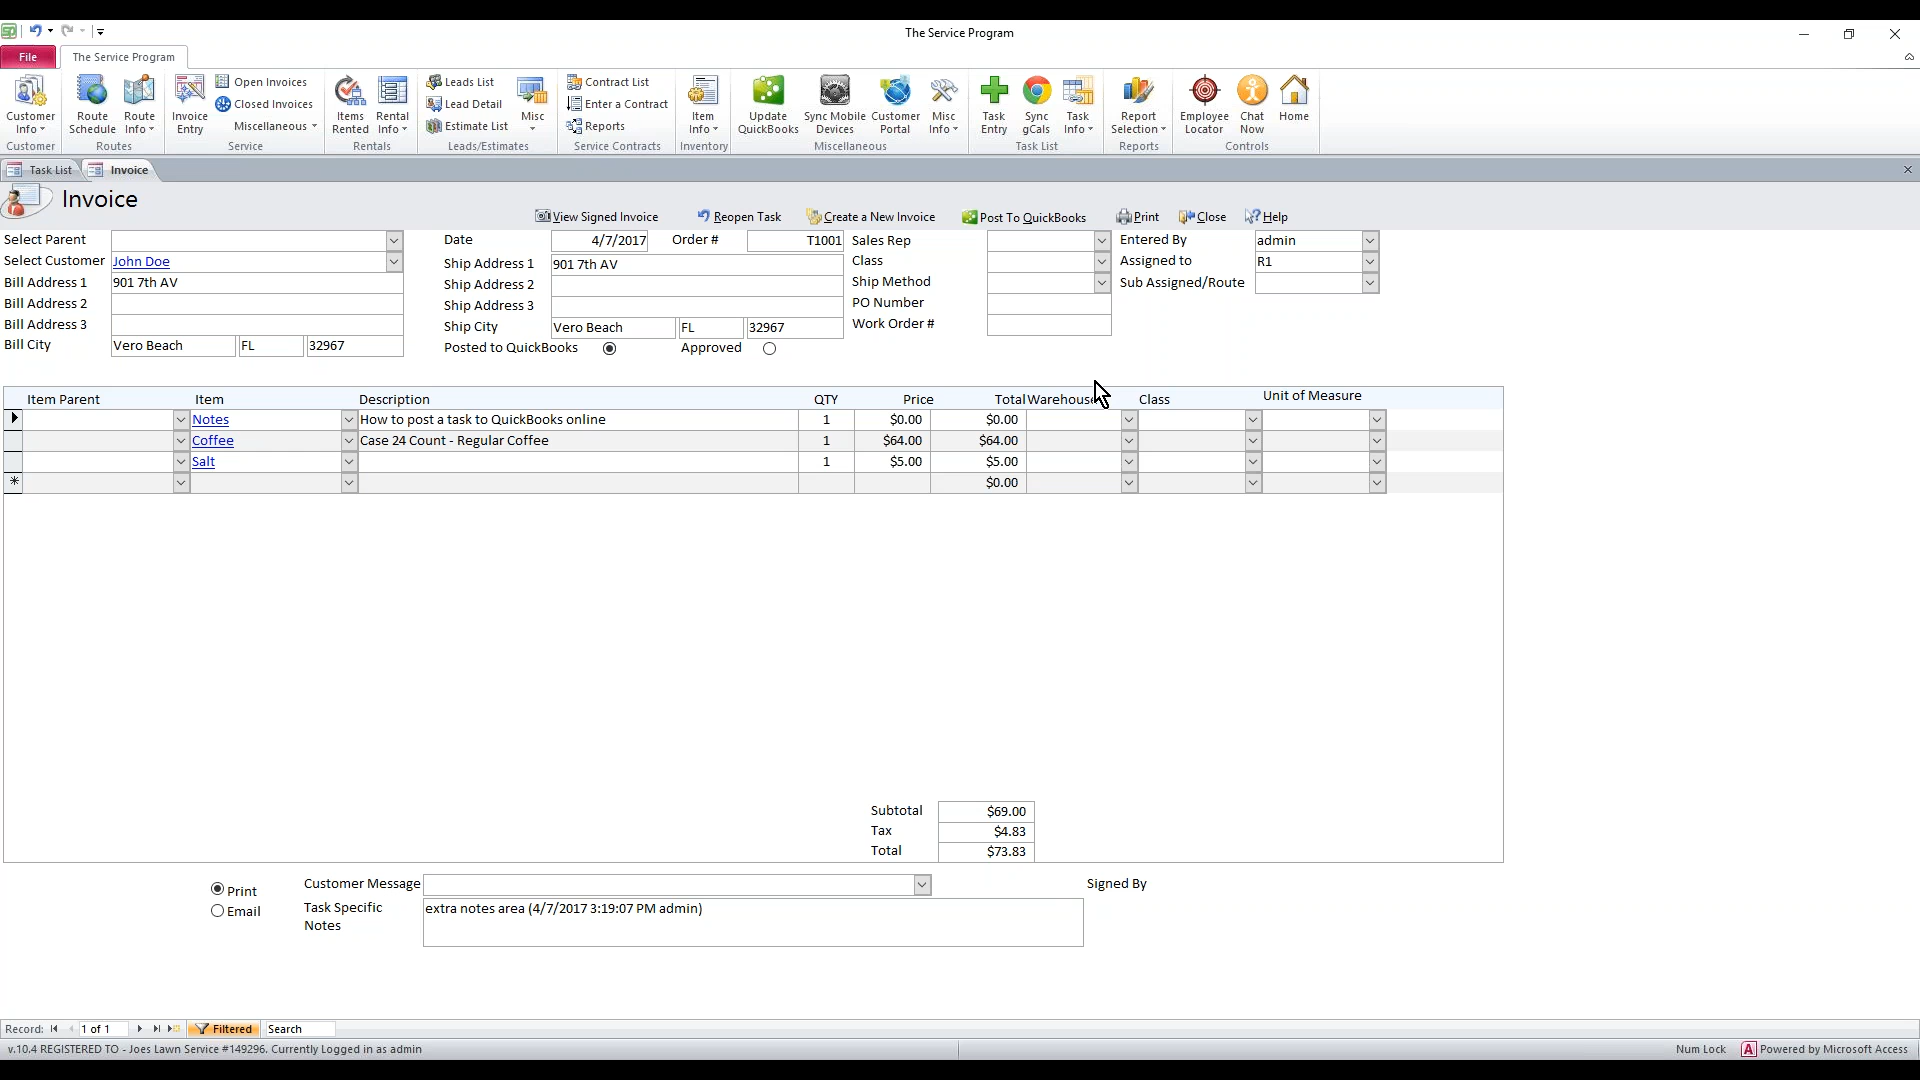 The Service Program
File
The Service Program
Customer Info
Route Schedule
Route Info
Invoice Entry
Open Invoices
Closed Invoices
Miscellaneous
Items Rented
Rental Info
Leads List
Lead Detail
Estimate List
Misc
Contract List
Enter a Contract
Reports
Item Info
Update QuickBooks
Sync Mobile Devices
Customer Portal
Misc Info
Task Entry
Sync gCals
Task Info
Report Selection
Employee Locator
Chat Now
Home
Customer Routes Service Rentals Leads/Estimates Service Contracts Inventory Miscellaneous Task List Reports Controls
Task List Invoice
Invoice
View Signed Invoice Reopen Task Create a New Invoice Post To QuickBooks Print Close Help
Select Parent
Select Customer John Doe
Bill Address 1 901 7th AV
Bill Address 2
Bill Address 3
Bill City Vero Beach FL 32967
Date 4/7/2017 Order # T1001
Ship Address 1 901 7th AV
Ship Address 2
Ship Address 3
Ship City Vero Beach FL 32967
Posted to QuickBooks Approved
Sales Rep
Class
Ship Method
PO Number
Work Order #
Entered By admin
Assigned to R1
Sub Assigned/Route
Item Parent Item Description QTY Price Total Warehouse Class Unit of Measure
Notes How to post a task to QuickBooks online 1 $0.00 $0.00
Coffee Case 24 Count - Regular Coffee 1 $64.00 $64.00
Salt 1 $5.00 $5.00
* $0.00
Subtotal $69.00
Tax $4.83
Total $73.83
Print
Email
Customer Message
Signed By
Task Specific Notes
extra notes area (4/7/2017 3:19:07 PM admin)
Record: 1 of 1 Filtered Search
v.10.4 REGISTERED TO - Joes Lawn Service #149296. Currently Logged in as admin Num Lock A Powered by Microsoft Access